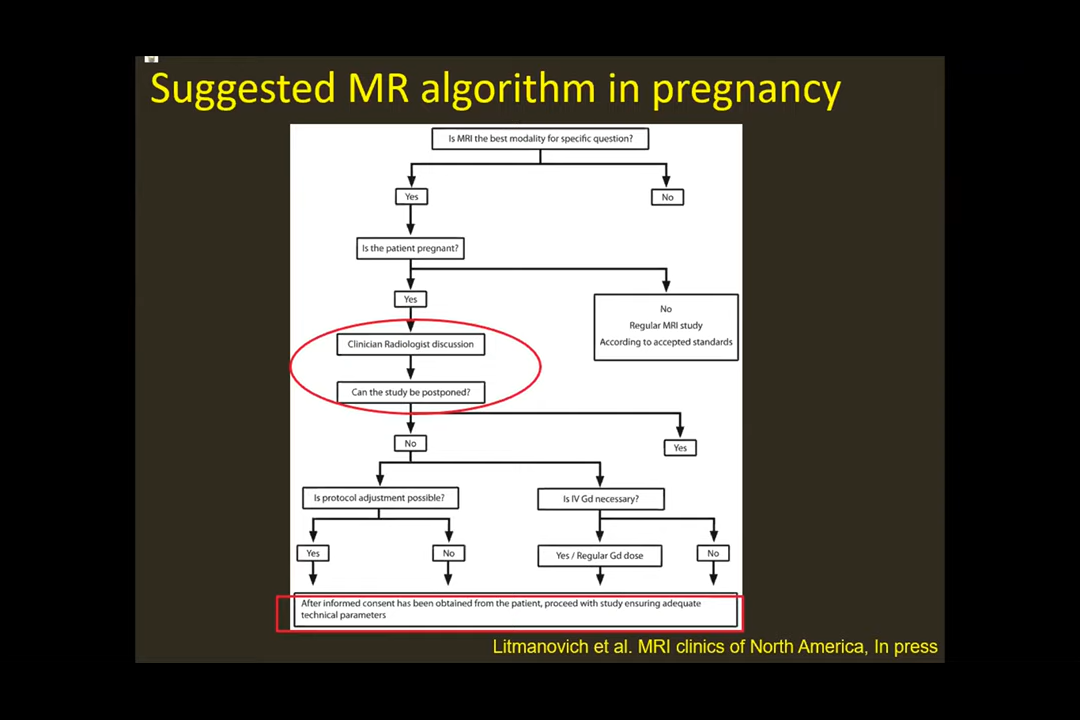 Suggested MR algorithm in pregnancy
Is MRI the best modality for specific question?
Yes
No
Is the patient pregnant?
Yes
No
Regular MRI study
According to accepted standards
Clinician Radiologist discussion
Can the study be postponed?
No
Yes
Is protocol adjustment possible?
Is IV Gd necessary?
Yes
No
Yes / Regular Gd dose
No
After informed consent has been obtained from the patient, proceed with study ensuring adequate
technical parameters
Litmanovich et al. MRI clinics of North America, In press